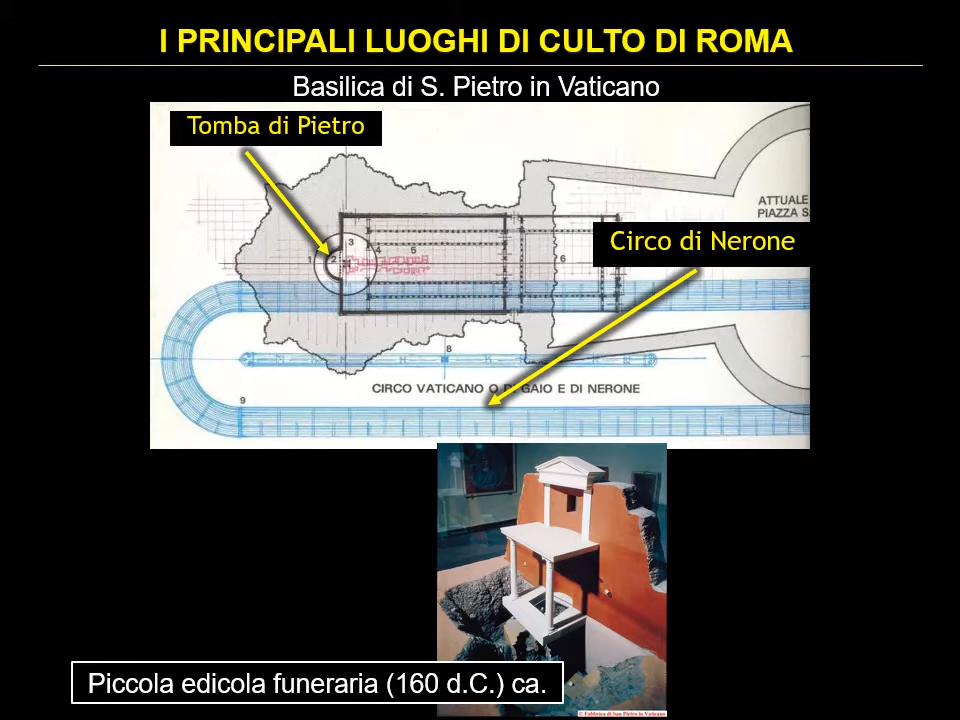 I PRINCIPALI LUOGHI DI CULTO DI ROMA
Basilica di S. Pietro in Vaticano
Tomba di Pietro
ATTUALE
PIAZZA S.
Circo di Nerone
1
2
3
4
5
6
8
CIRCO VATICANO O DI GAIO E DI NERONE
9
Piccola edicola funeraria (160 d.C.) ca.
© Fabbrica di San Pietro in Vaticano